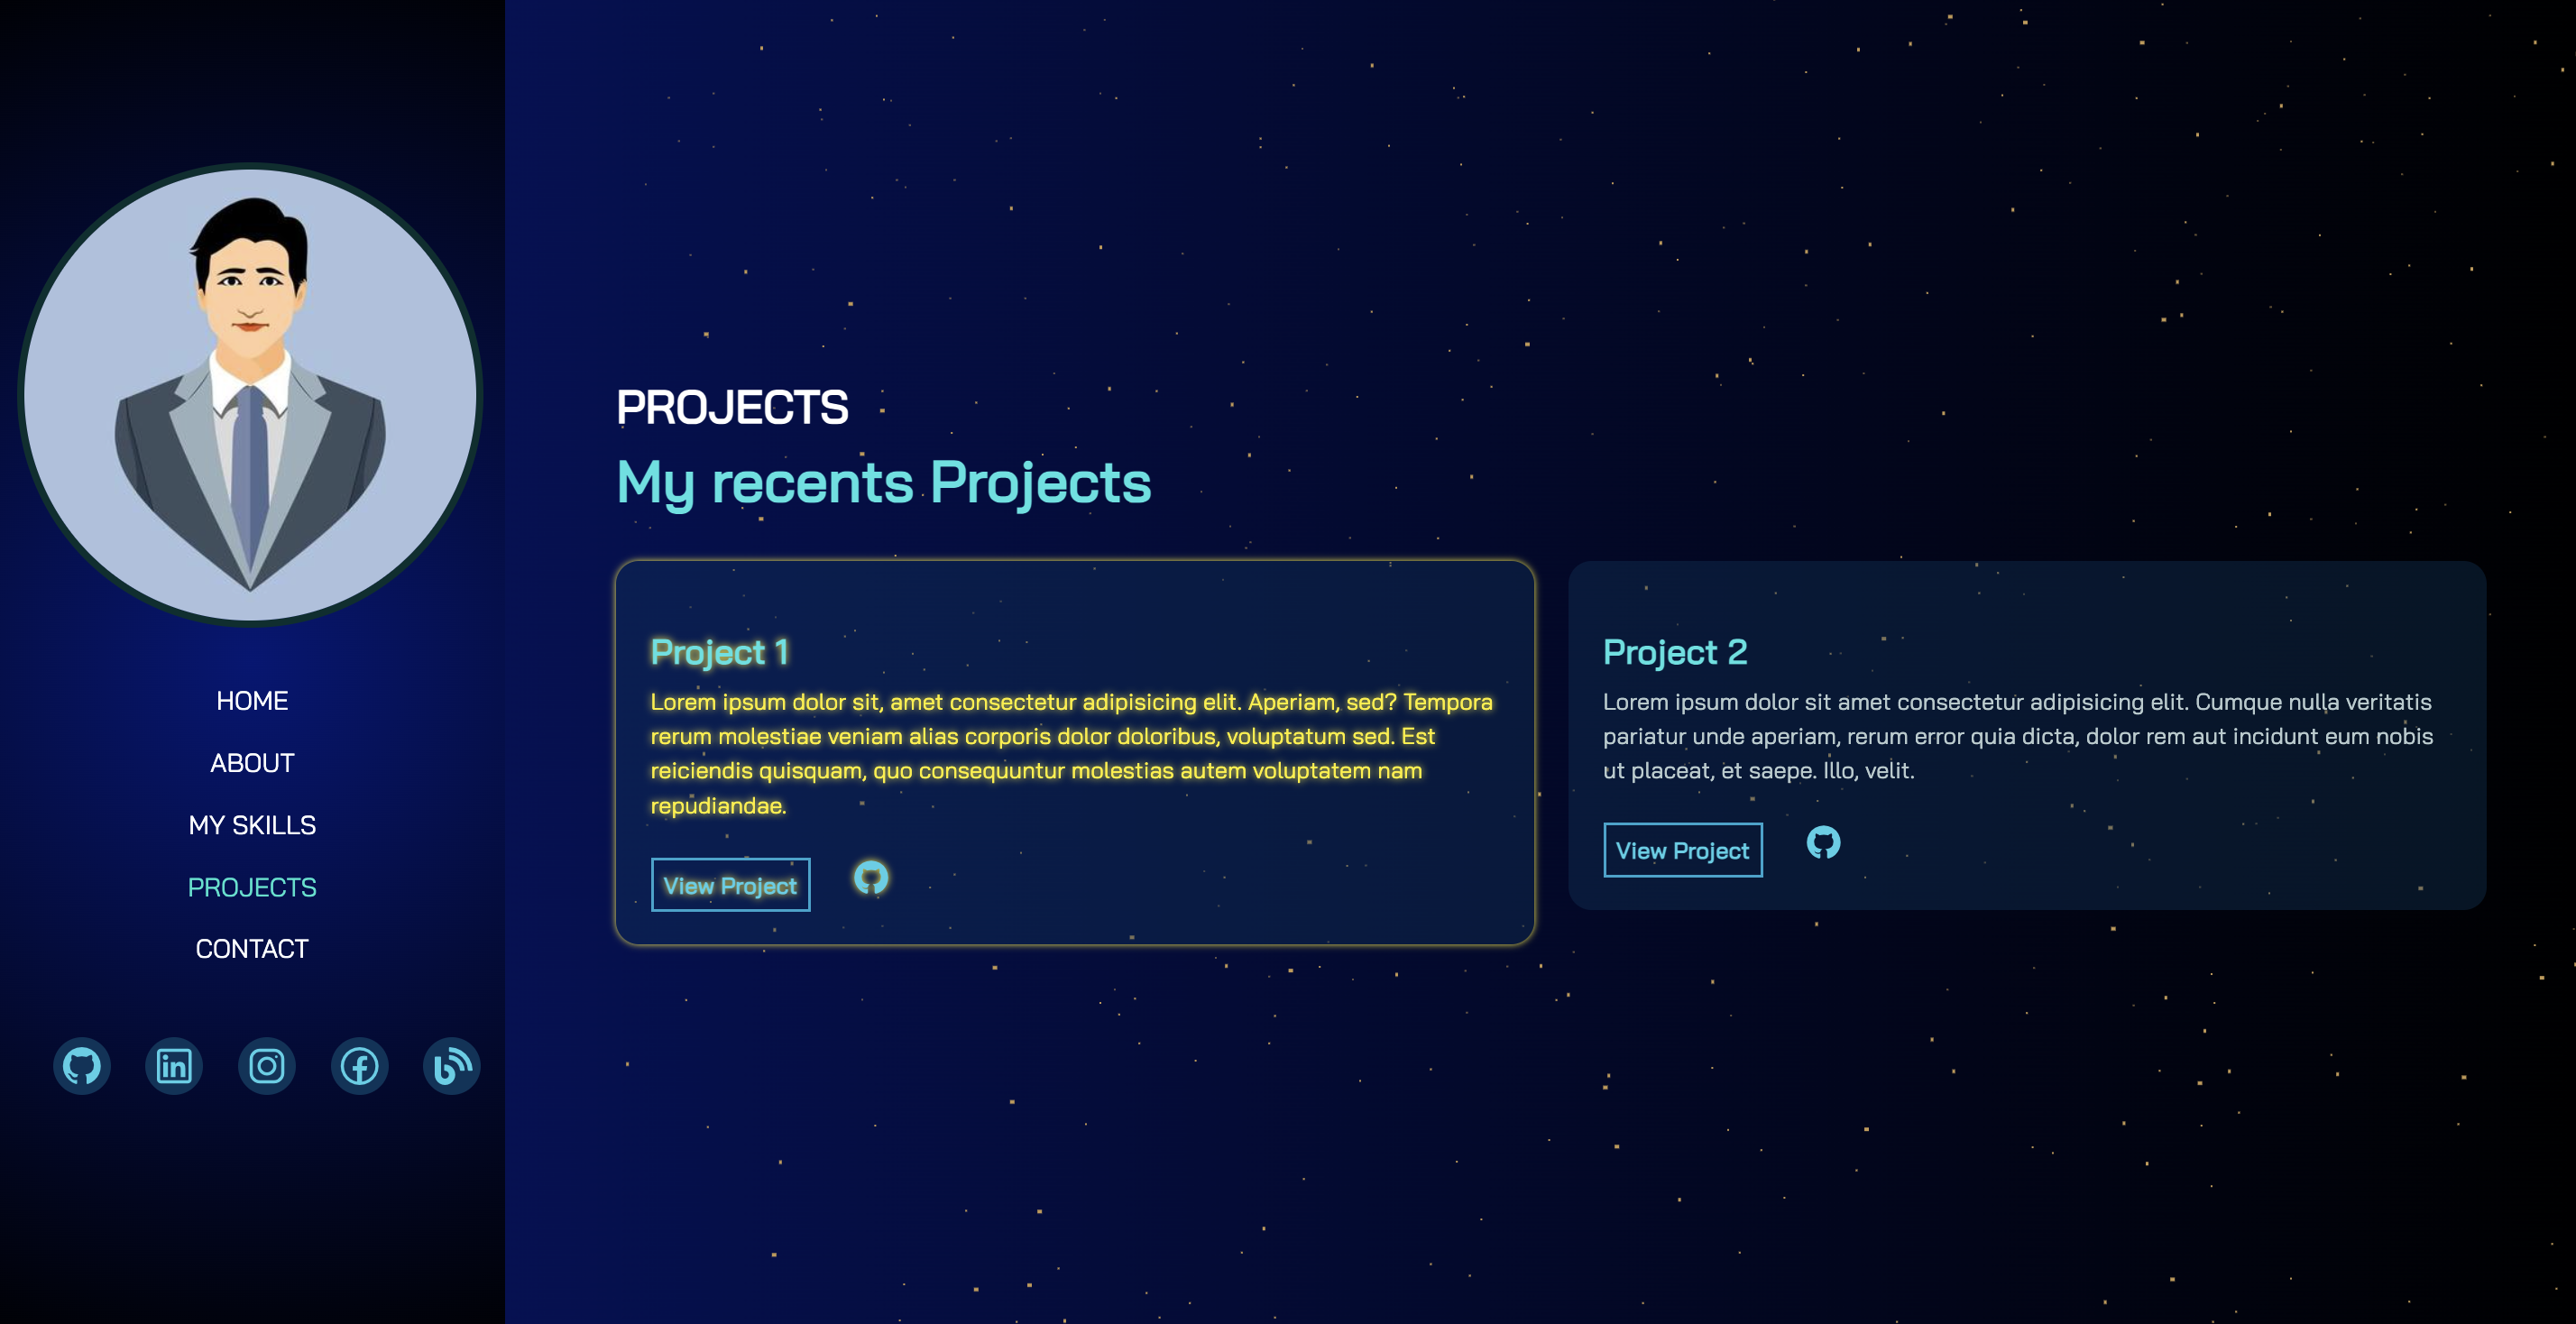 HOME
ABOUT
MY SKILLS
PROJECTS
CONTACT
in
PROJECTS
My recents Projects
Project 1
Lorem ipsum dolor sit, amet consectetur adipisicing elit. Aperiam, sed? Tempora
rerum molestiae veniam alias corporis dolor doloribus, voluptatum sed. Est
reiciendis quisquam, quo consequuntur molestias autem voluptatem nam
repudiandae.
View Project
Project 2
Lorem ipsum dolor sit amet consectetur adipisicing elit. Cumque nulla veritatis
pariatur unde aperiam, rerum error quia dicta, dolor rem aut incidunt eum nobis
ut placeat, et saepe. Illo, velit.
View Project